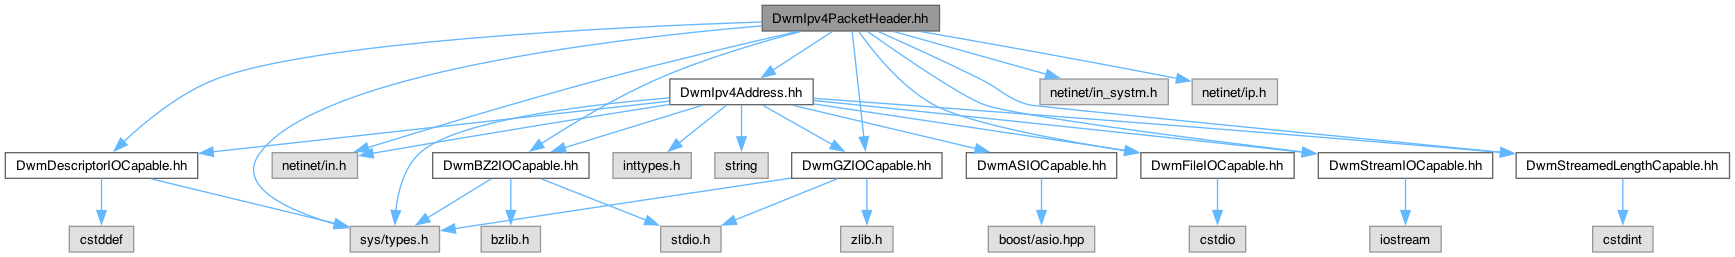 DwmIpv4PacketHeader.hh
DwmIpv4Address.hh
netinet/in_systm.h
netinet/ip.h
DwmDescriptorIOCapable.hh
netinet/in.h
DwmBZ2IOCapable.hh
inttypes.h
string
DwmGZIOCapable.hh
DwmASIOCapable.hh
DwmFileIOCapable.hh
DwmStreamIOCapable.hh
DwmStreamedLengthCapable.hh
cstddef
sys/types.h
bzlib.h
stdio.h
zlib.h
boost/asio.hpp
cstdio
iostream
cstdint